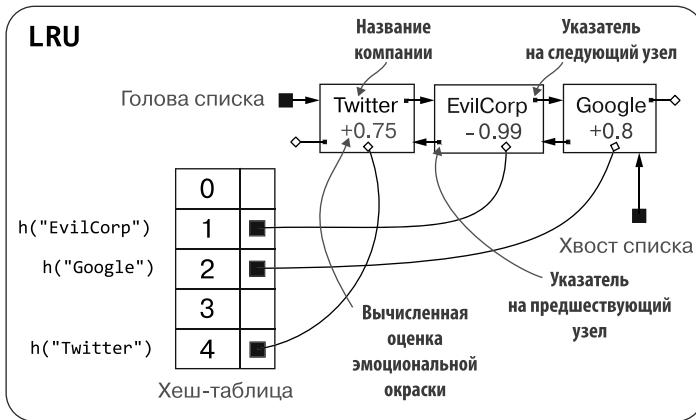 LRU
Название
компании
Указатель
на следующий узел
Голова списка
Twitter
+0.75
EvilCorp
-0.99
Google
+0.8
0
h("EvilCorp")
1
h("Google")
2
3
h("Twitter")
4
Хеш-таблица
Хвост списка
Указатель
на предшествующий
узел
Вычисленная
оценка
эмоциональной
окраски